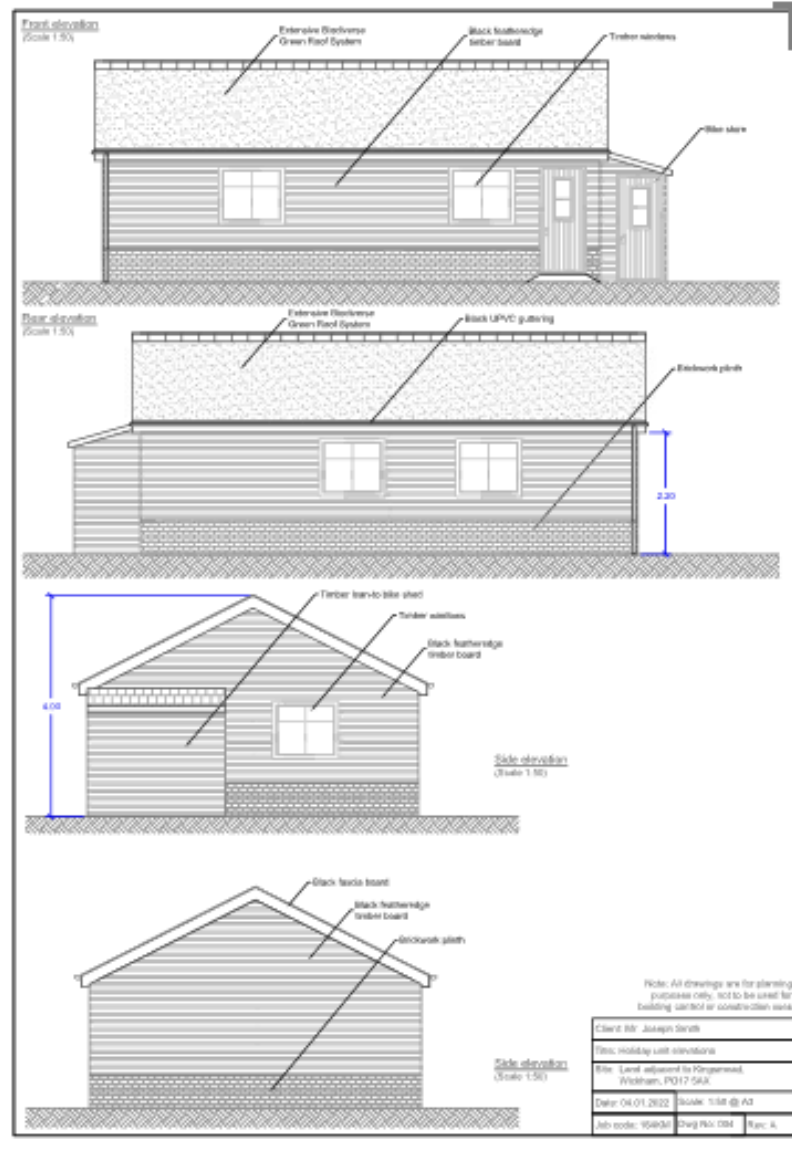 Front elevation
(Scale 1:50)
Extensive Biodiverse
Green Roof System
Black featheredge
timber board
Timber windows
Bike store
Rear elevation
(Scale 1:50)
Extensive Biodiverse
Green Roof System
Black UPVC guttering
Brickwork plinth
2.20
Timber lean-to bike shed
Timber windows
Black featheredge
timber board
4.00
Side elevation
(Scale 1:50)
Black fascia board
Black featheredge
timber board
Brickwork plinth
Side elevation
(Scale 1:50)
Note: All drawings are for planning
purposes only, not to be used for
building control or construction
Client: Mr Joseph Smith
Title: Holiday unit elevations
Site: Land adjacent to
Wickham, PO17 5AX
Date: 04.01.2022
Scale: 1:50 @ A3
Job code:
Dwg No: 004
Rev: A